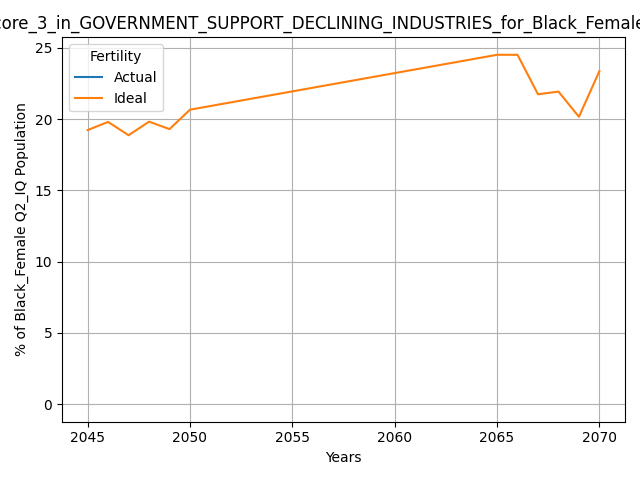 core_3_in_GOVERNMENT_SUPPORT_DECLINING_INDUSTRIES_for_Black_Female
Fertility
Actual
Ideal
% of Black_Female Q2_IQ Population
25
20
15
10
5
0
2045 2050 2055 2060 2065 2070
Years